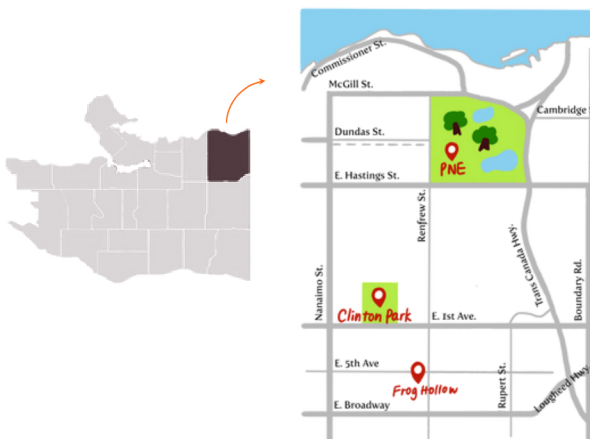 Commissioner St.
McGill St.
Cambridge
Dundas St.
PNE
E. Hastings St.
Renfrew St.
Trans Canada Hwy.
Nanaimo St.
Boundary Rd.
Clinton Park
E. 1st Ave.
E. 5th Ave
Frog Hollow
Rupert St.
Lougheed Hwy.
E. Broadway